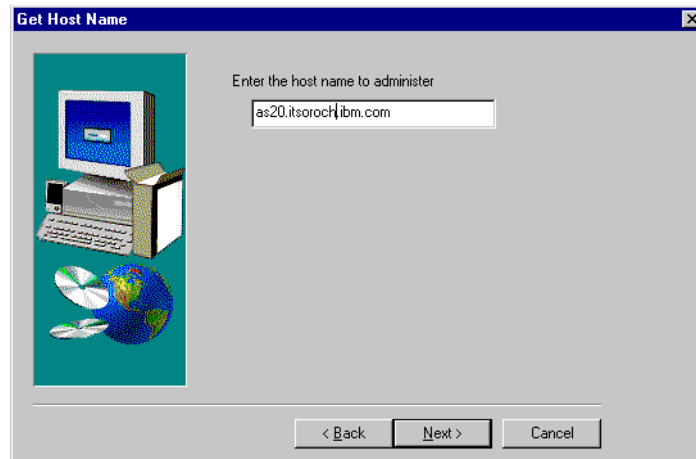 Get Host Name
Enter the host name to administer
as20.itsoroch.ibm.com
< Back
Next >
Cancel